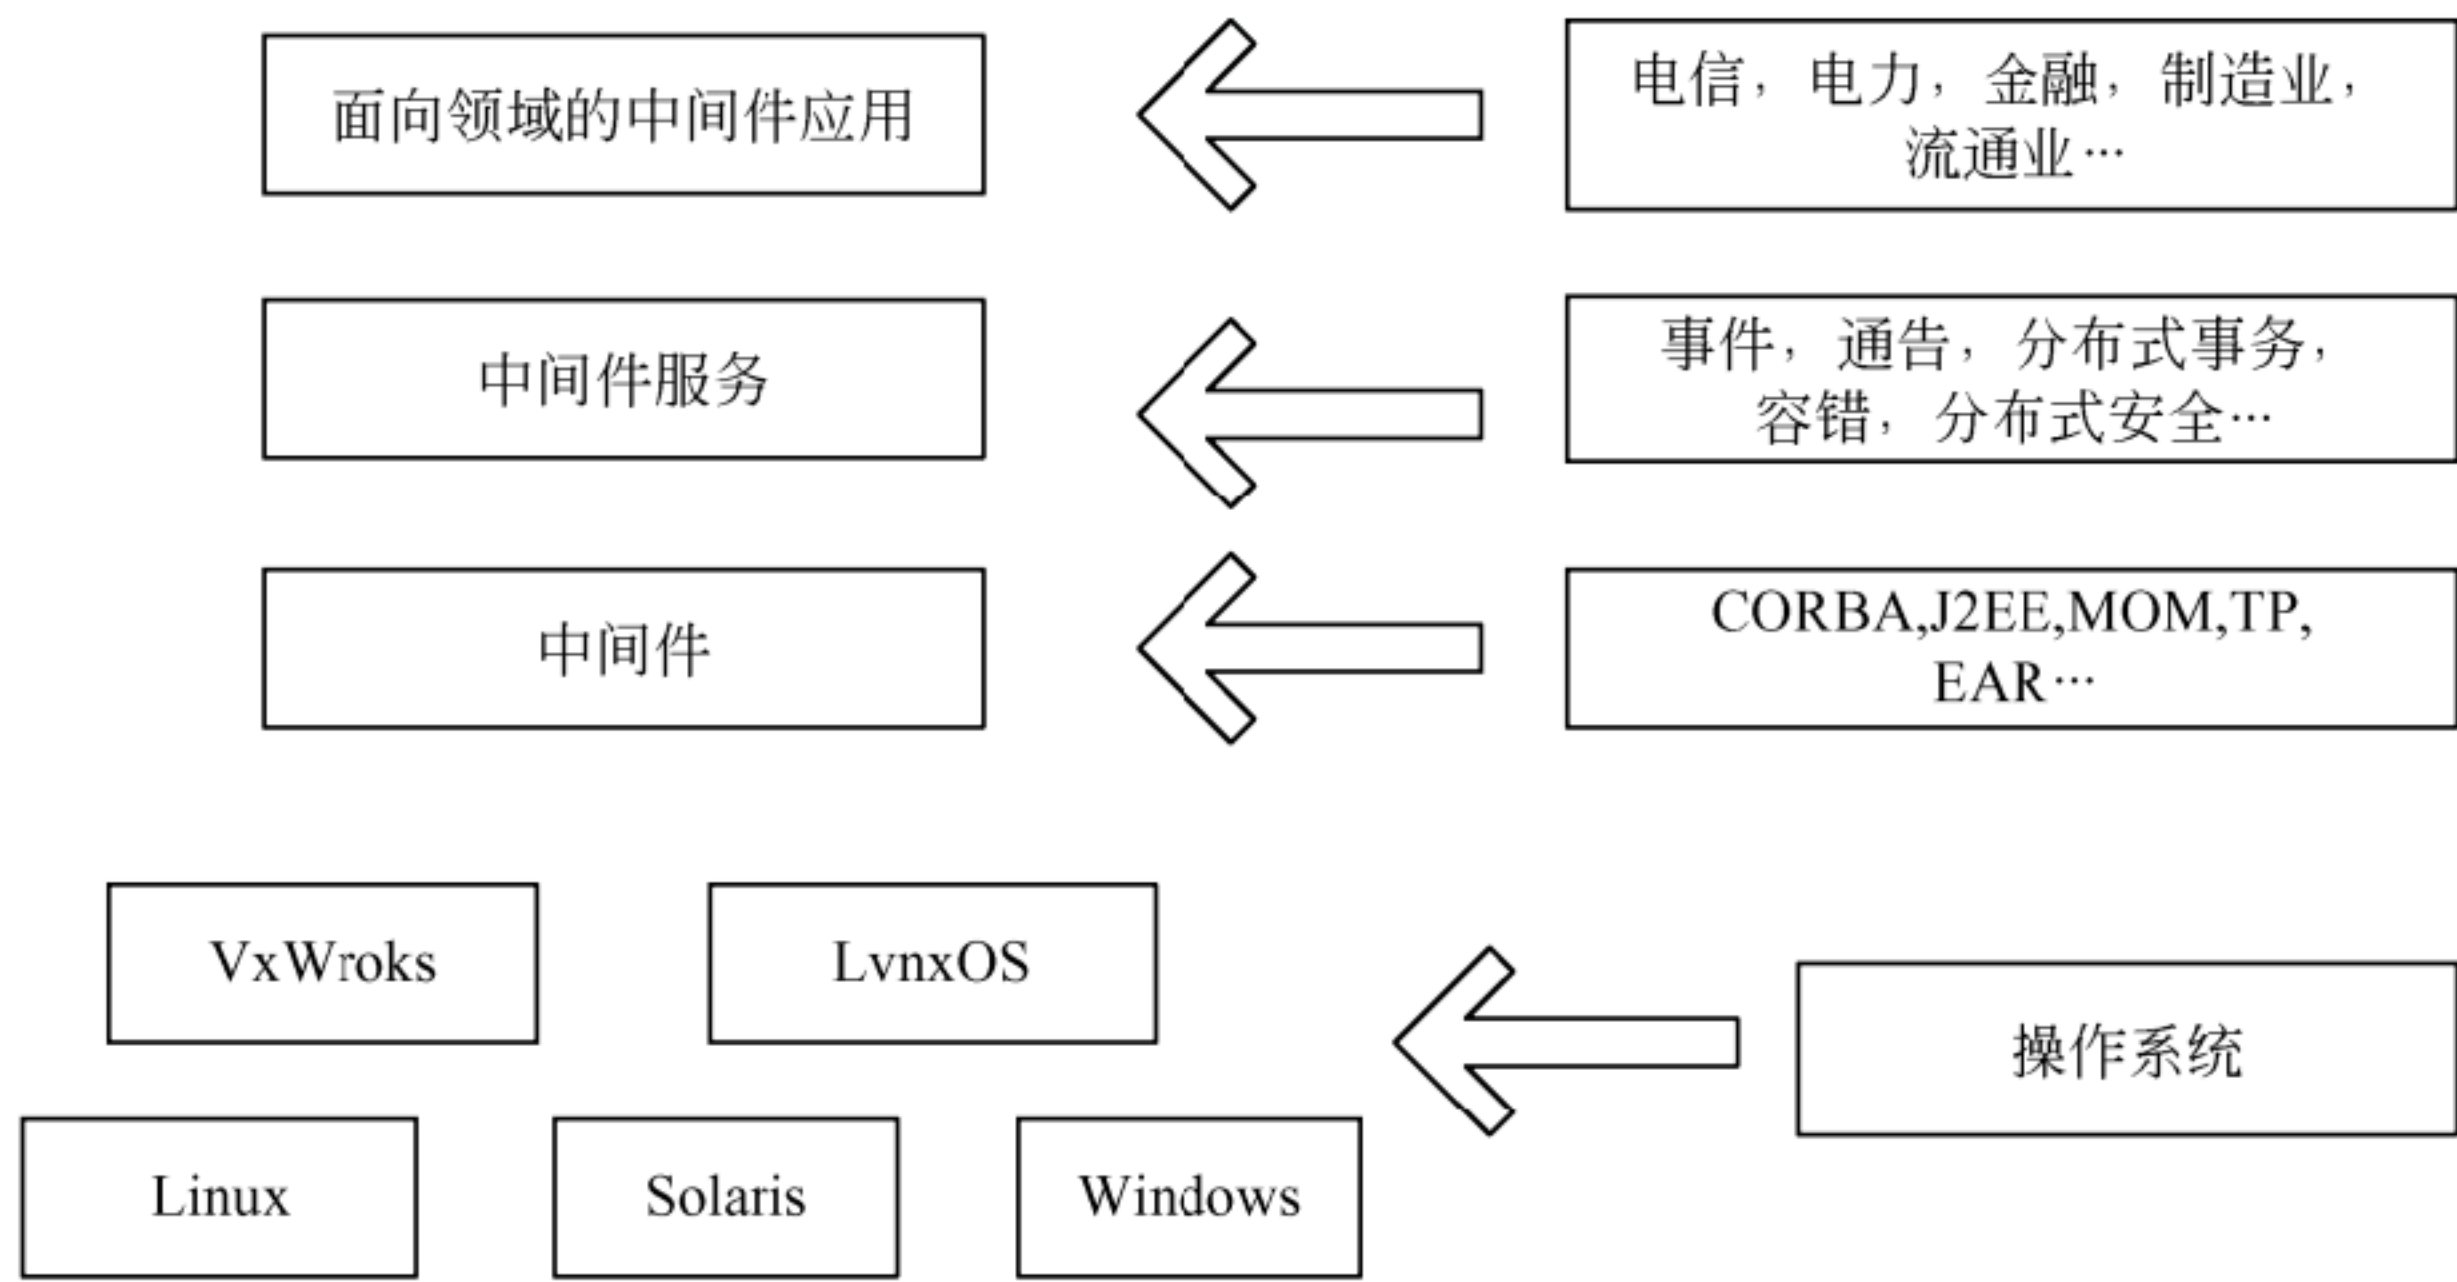 面向领域的中间件应用
电信，电力，金融，制造业，
流通业…
中间件服务
事件，通告，分布式事务，
容错，分布式安全…
中间件
CORBA,J2EE,MOM,TP,
EAR…
VxWroks
LvnxOS
操作系统
Linux
Solaris
Windows